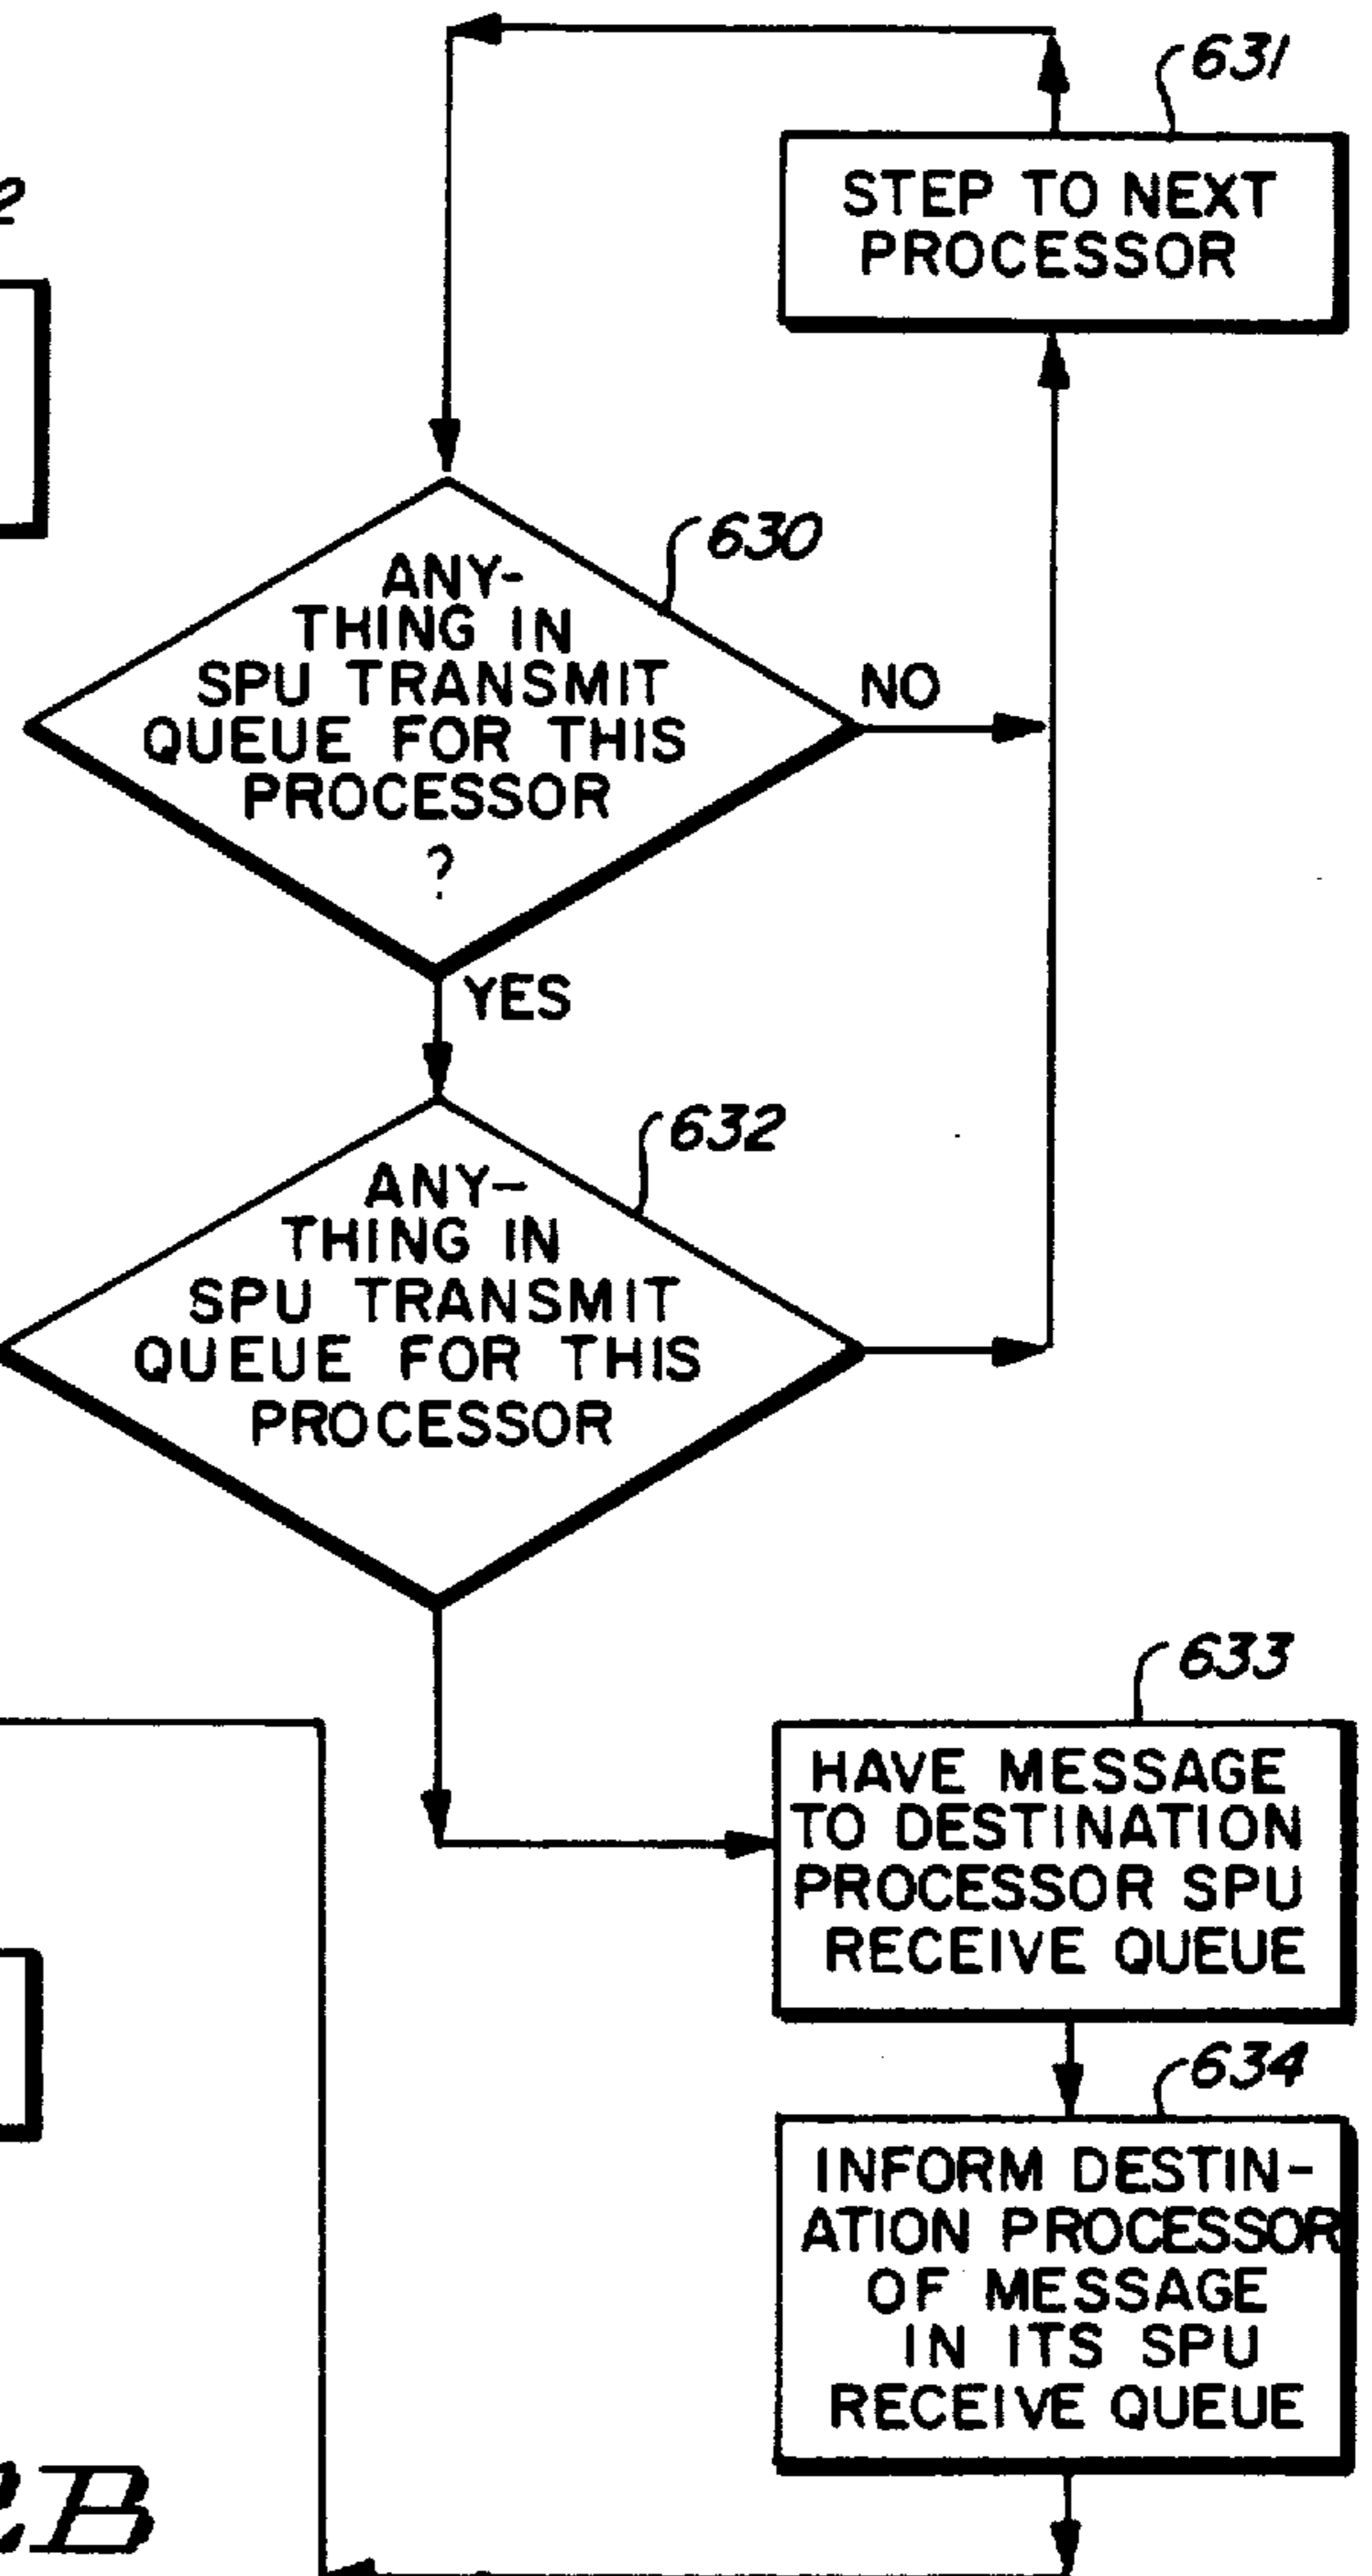 631
STEP TO NEXT
PROCESSOR
2
630
ANY-
THING IN
SPU TRANSMIT
QUEUE FOR THIS
PROCESSOR
?
NO
YES
632
ANY-
THING IN
SPU TRANSMIT
QUEUE FOR THIS
PROCESSOR
633
HAVE MESSAGE
TO DESTINATION
PROCESSOR SPU
RECEIVE QUEUE
634
INFORM DESTIN-
ATION PROCESSOR
OF MESSAGE
IN ITS SPU
RECEIVE QUEUE
2B